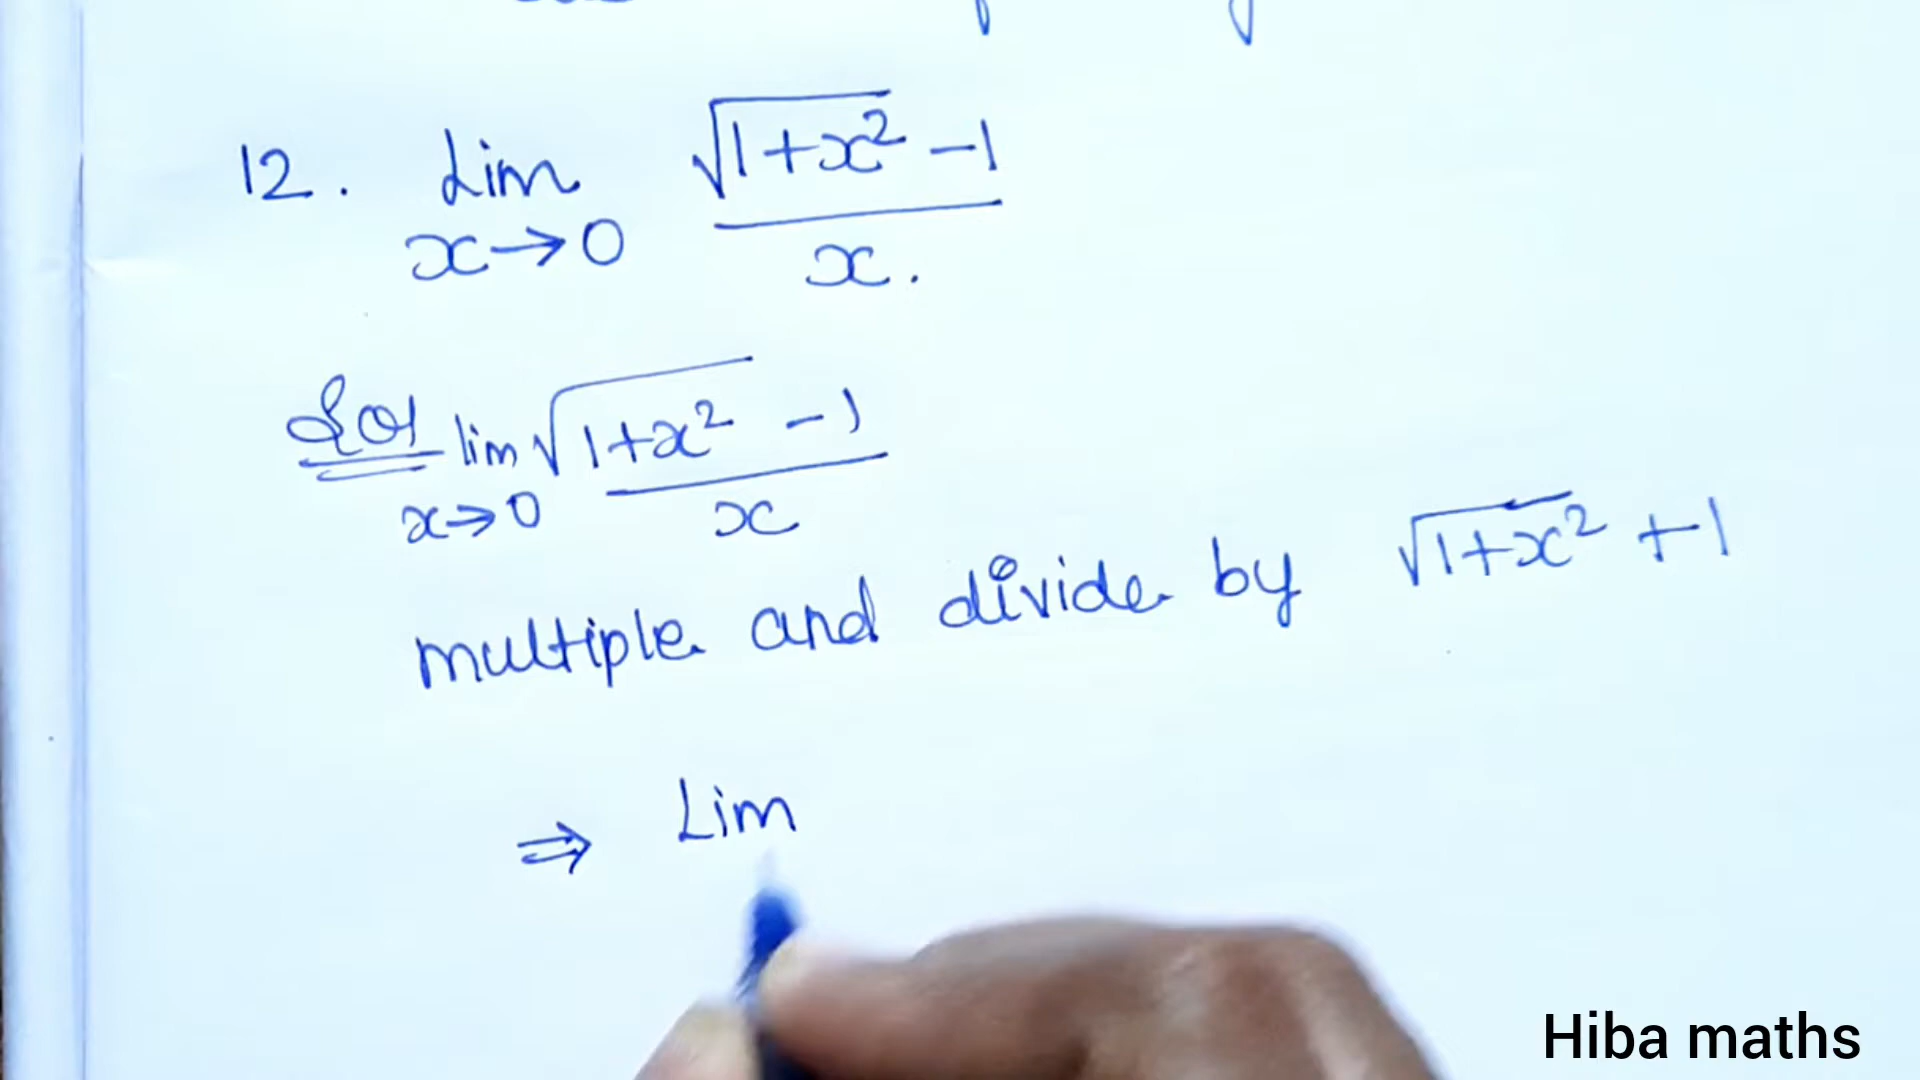 12. Lim √1+x² -1
x→0 x.
Sol lim √1+x² -1
x→0 x
multiple and divide by √1+x² +1
⇒ Lim
Hiba maths